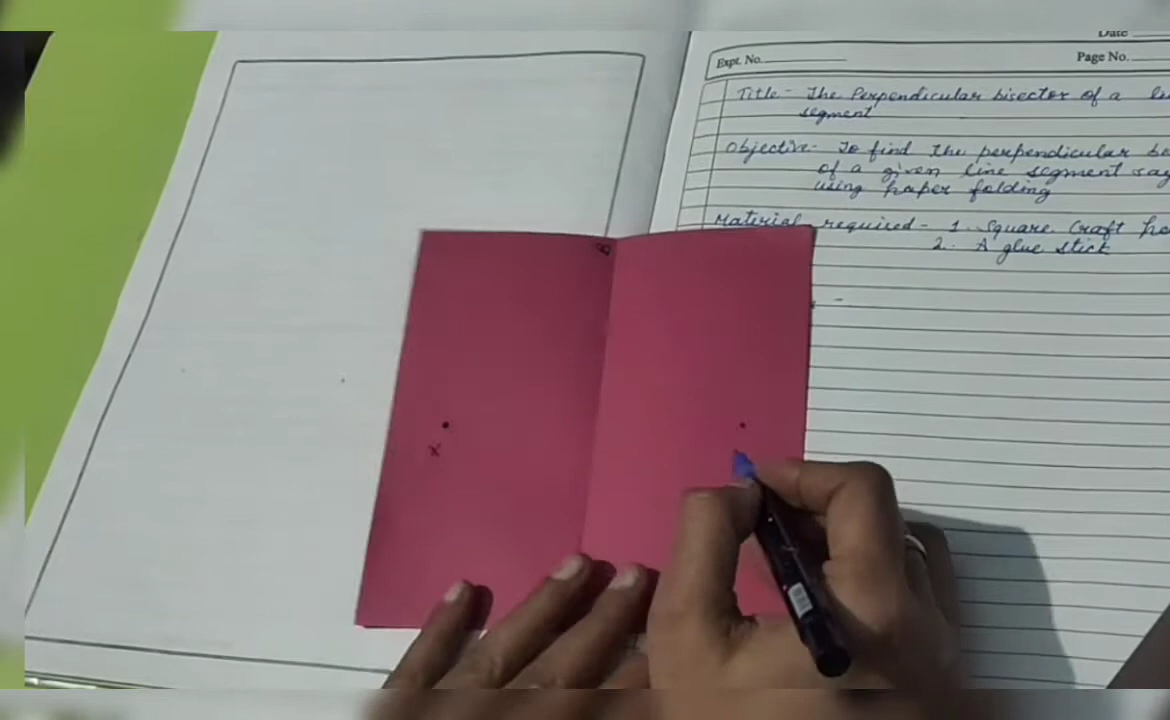 Date
Expt. No.
Page No.
Title - The Perpendicular bisector of a
segment
Objective - To find the perpendicular
of a given line segment say
using paper folding
Material required - 1. Square Craft
2. A glue stick
B
X